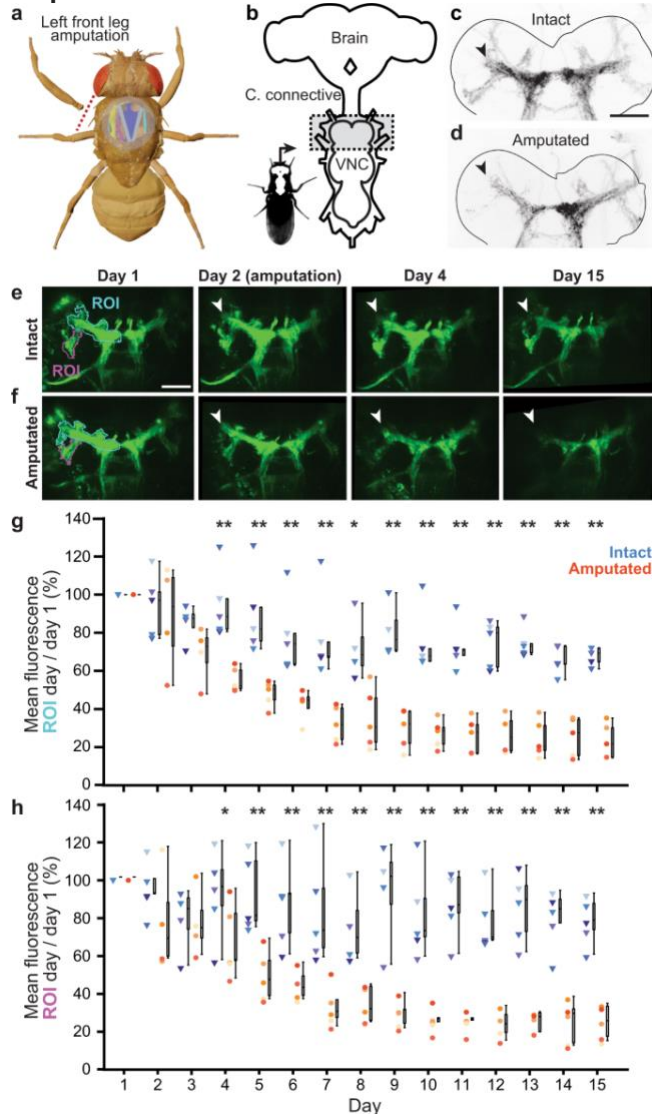 a
Left front leg
amputation
b
Brain
C. connective
VNC
c
Intact
d
Amputated
Day 1
Day 2 (amputation)
Day 4
Day 15
e
Intact
ROI
ROI
f
Amputated
g
** ** ** ** * ** ** ** ** ** ** **
Intact
Amputated
Mean fluorescence
ROI day / day 1 (%)
140
120
100
80
60
40
20
0
h
* ** ** ** ** ** ** ** ** ** ** **
Mean fluorescence
ROI day / day 1 (%)
140
120
100
80
60
40
20
0
1 2 3 4 5 6 7 8 9 10 11 12 13 14 15
Day